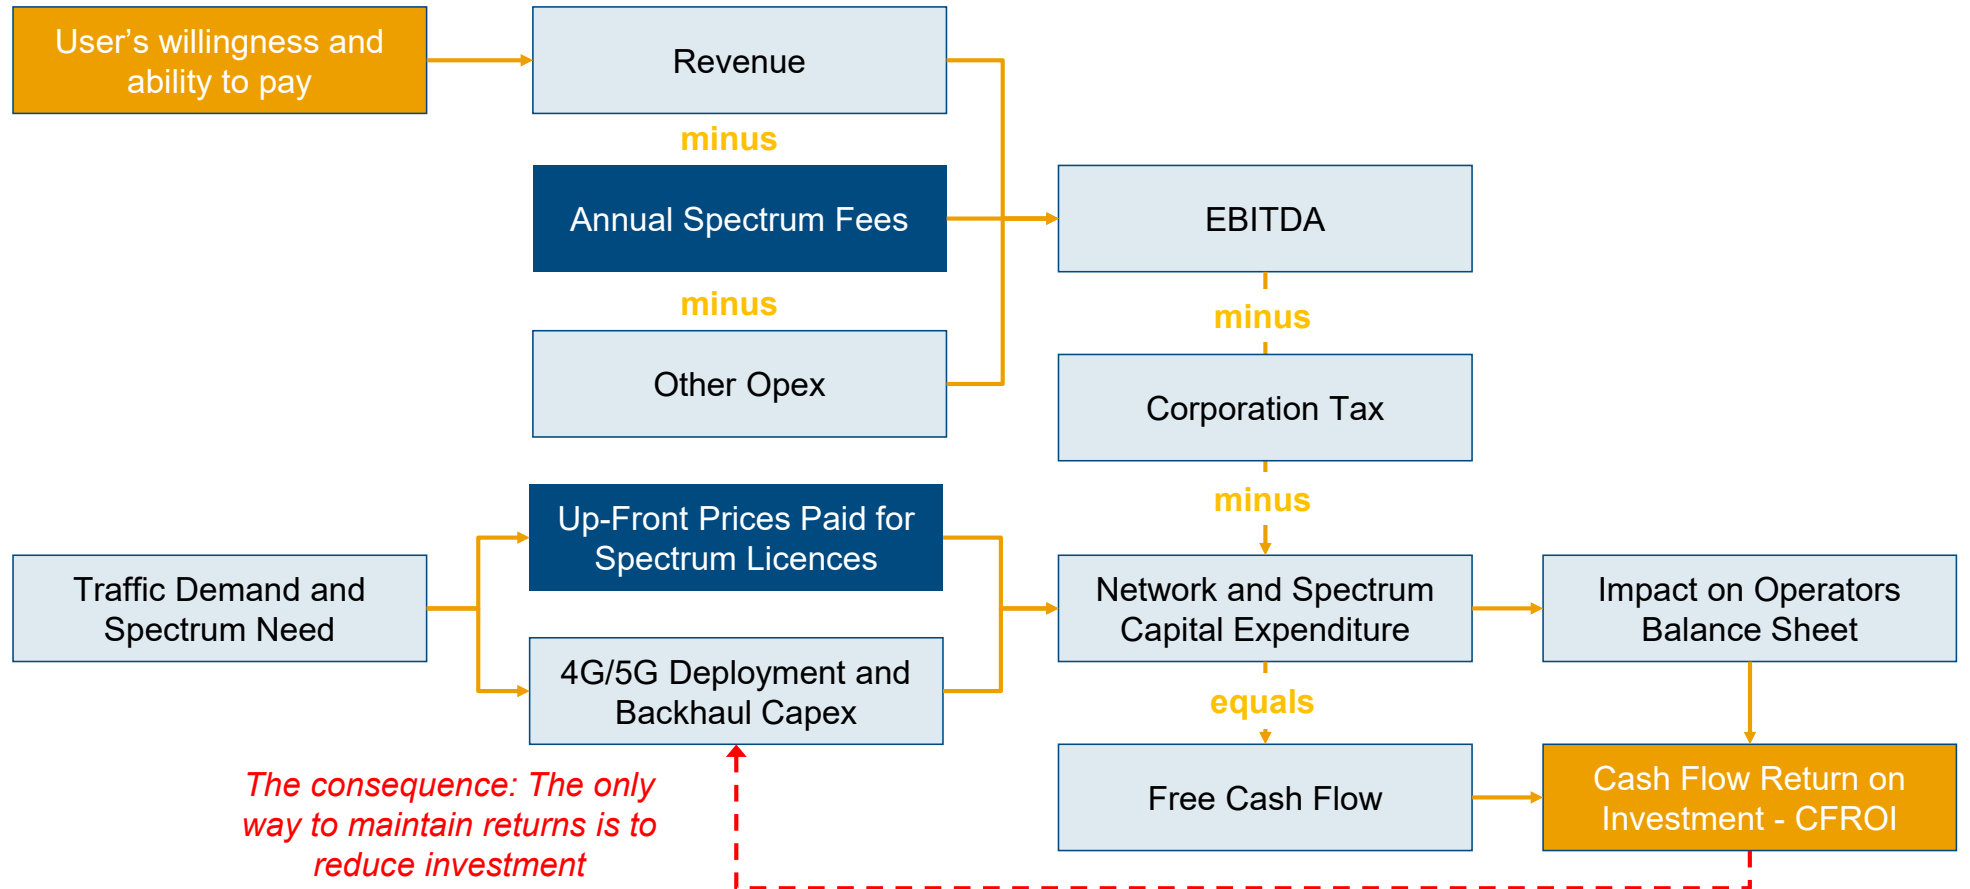 User’s willingness and
ability to pay
Revenue
minus
Annual Spectrum Fees
EBITDA
minus
minus
Other Opex
Corporation Tax
minus
Up-Front Prices Paid for
Spectrum Licences
Traffic Demand and
Spectrum Need
Network and Spectrum
Capital Expenditure
Impact on Operators
Balance Sheet
4G/5G Deployment and
Backhaul Capex
equals
The consequence: The only
way to maintain returns is to
reduce investment
Free Cash Flow
Cash Flow Return on
Investment - CFROI